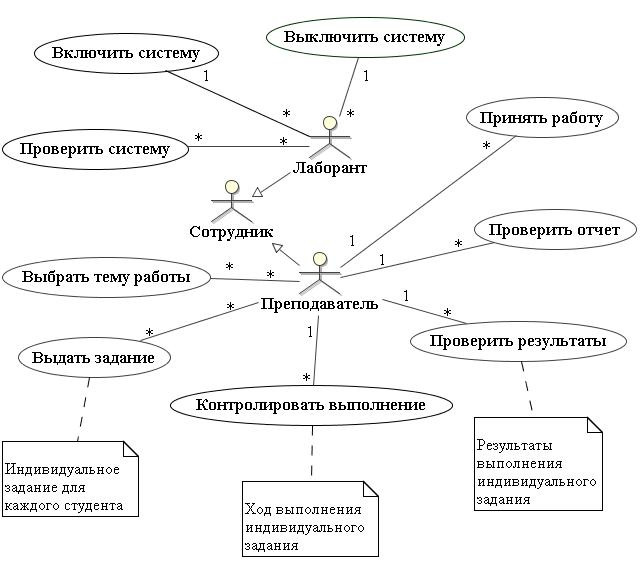 Включить систему
Выключить систему
1
1
*
*
Принять работу
*
*
*
Проверить систему
Лаборант
Проверить отчет
Сотрудник
1
1
*
Выбрать тему работы
*
*
Преподаватель
*
1
*
Проверить результаты
*
1
Выдать задание
*
Контролировать выполнение
Индивидуальное
задание для
каждого студента
Ход выполнения
индивидуального
задания
Результаты
выполнения
индивидуального
задания